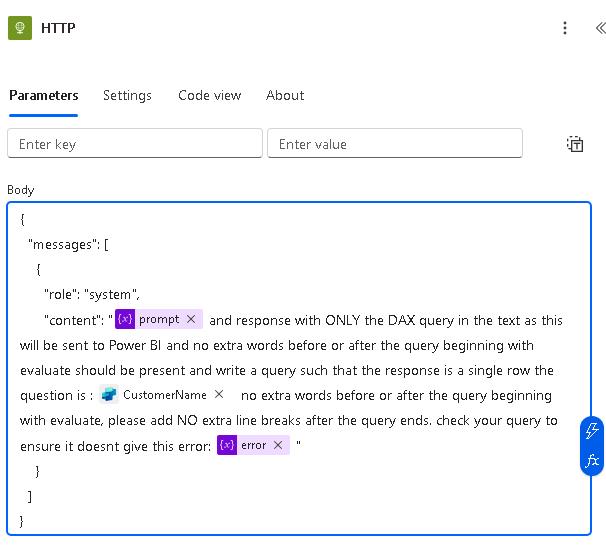 HTTP
Parameters Settings Code view About
Enter key Enter value
Body
{
"messages": [
{
"role": "system",
"content": " {x} prompt × and response with ONLY the DAX query in the text as this
will be sent to Power BI and no extra words before or after the query beginning with
evaluate should be present and write a query such that the response is a single row the
question is : CustomerName × no extra words before or after the query beginning
with evaluate, please add NO extra line breaks after the query ends. check your query to
ensure it doesnt give this error: {x} error × "
}
]
}
fx